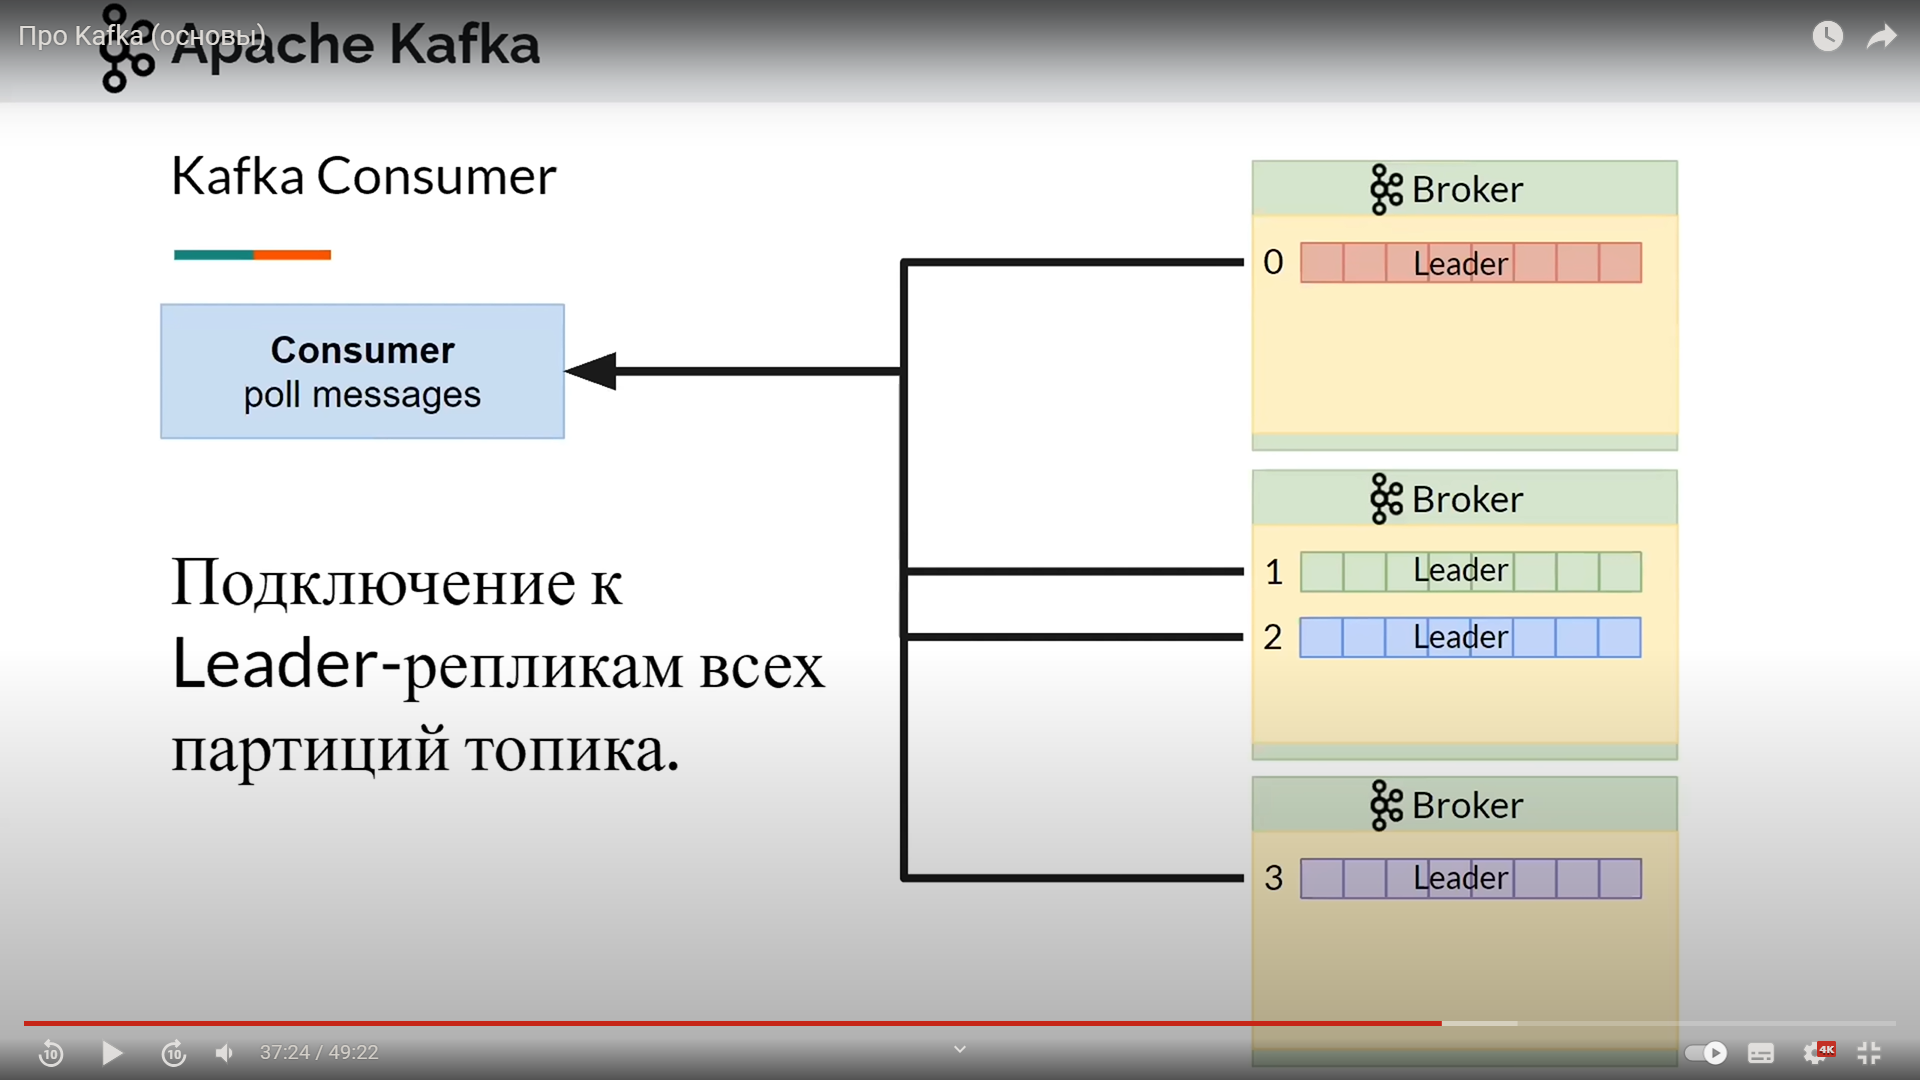 Про Kafka (основы)
Apache Kafka
Kafka Consumer
Consumer
poll messages
Подключение к
Leader-репликам всех
партиций топика.
Broker
0 Leader
Broker
1 Leader
2 Leader
Broker
3 Leader
10
10
37:24 / 49:22
4K